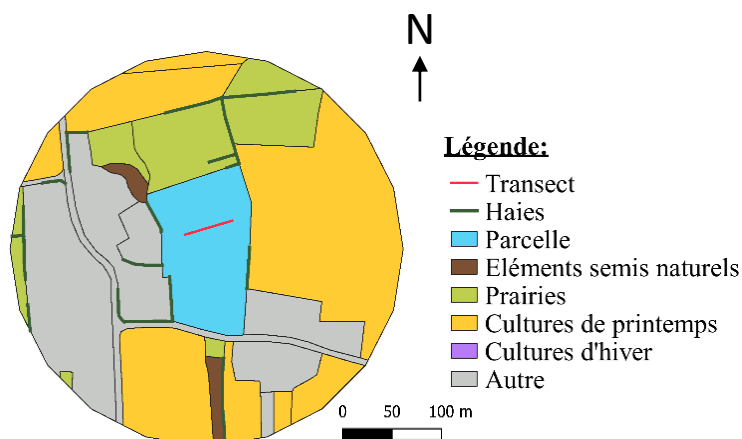 N
Légende:
Transect
Haies
Parcelle
Eléments semis naturels
Prairies
Cultures de printemps
Cultures d'hiver
Autre
0 50 100 m